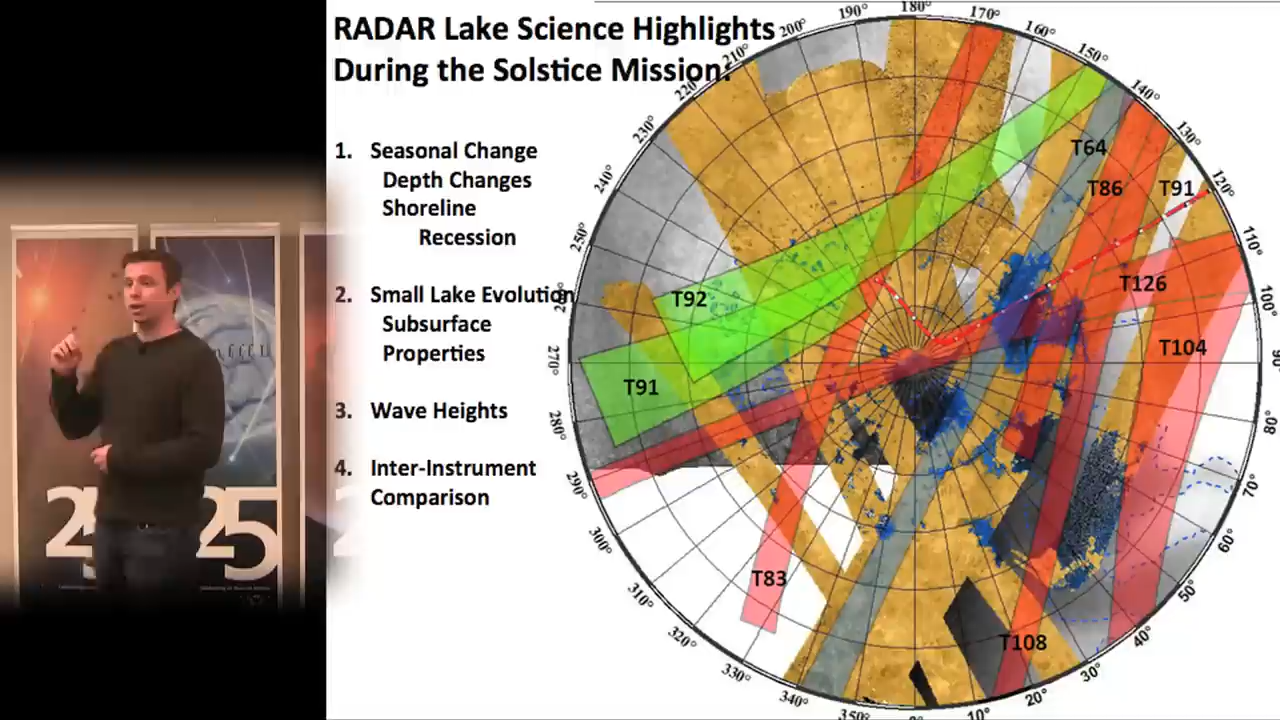 RADAR Lake Science Highlights
During the Solstice Mission:
1. Seasonal Change
Depth Changes
Shoreline
Recession
2. Small Lake Evolution
Subsurface
Properties
3. Wave Heights
4. Inter-Instrument
Comparison
180°
190°
170°
200°
160°
210°
150°
220°
140°
230°
130°
240°
120°
250°
110°
100°
270°
280°
80°
290°
70°
300°
60°
310°
50°
320°
40°
330°
30°
340°
20°
350°
10°
T64
T86
T91
T126
T104
T92
T91
T83
T108
25
25